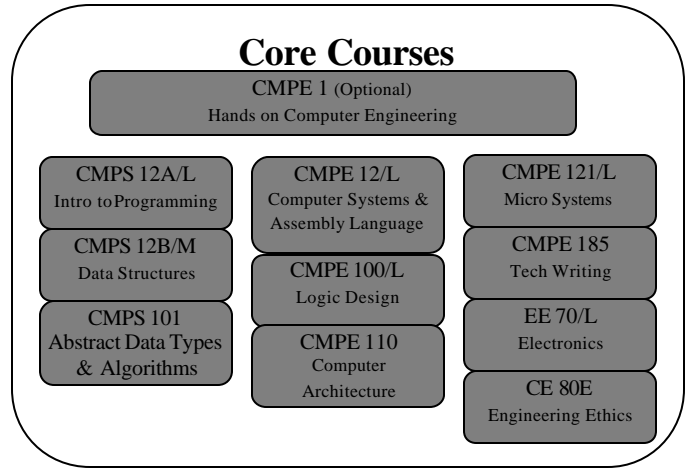 Core Courses
CMPE 1 (Optional)
Hands on Computer Engineering
CMPS 12A/L
Intro to Programming
CMPS 12B/M
Data Structures
CMPS 101
Abstract Data Types
& Algorithms
CMPE 12/L
Computer Systems &
Assembly Language
CMPE 100/L
Logic Design
CMPE 110
Computer
Architecture
CMPE 121/L
Micro Systems
CMPE 185
Tech Writing
EE 70/L
Electronics
CE 80E
Engineering Ethics